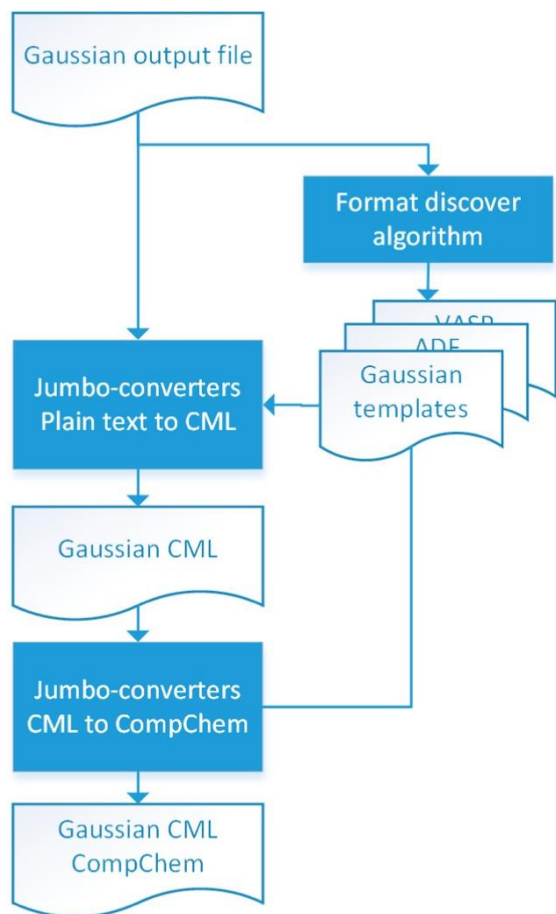 Gaussian output file
Format discover
algorithm
VASP
ADF
Gaussian
templates
Jumbo-converters
Plain text to CML
Gaussian CML
Jumbo-converters
CML to CompChem
Gaussian CML
CompChem